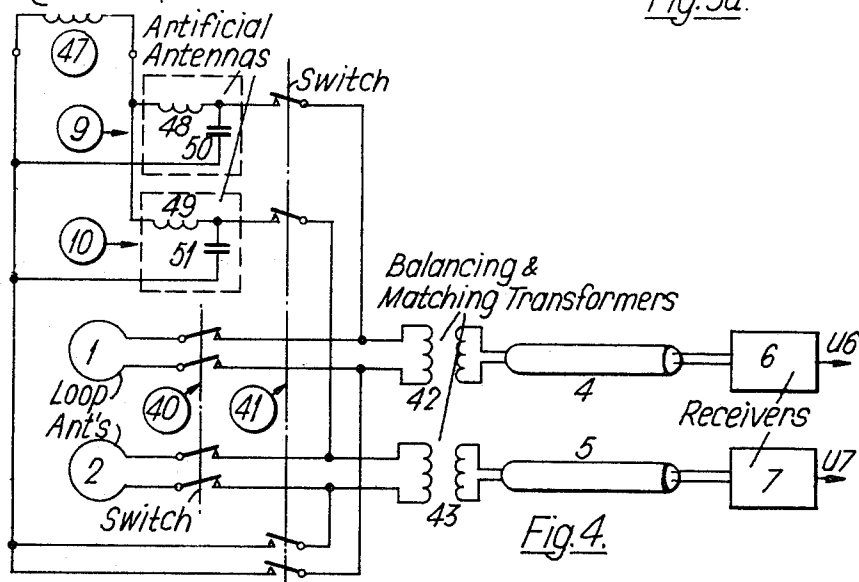 Fig.5a.
47
Artificial
Antennas
Switch
9
48
50
49
10
51
Balancing &
Matching Transformers
1
Loop
Ant's
40
41
42
4
6
U6
Receivers
2
Switch
43
5
7
U7
Fig.4.